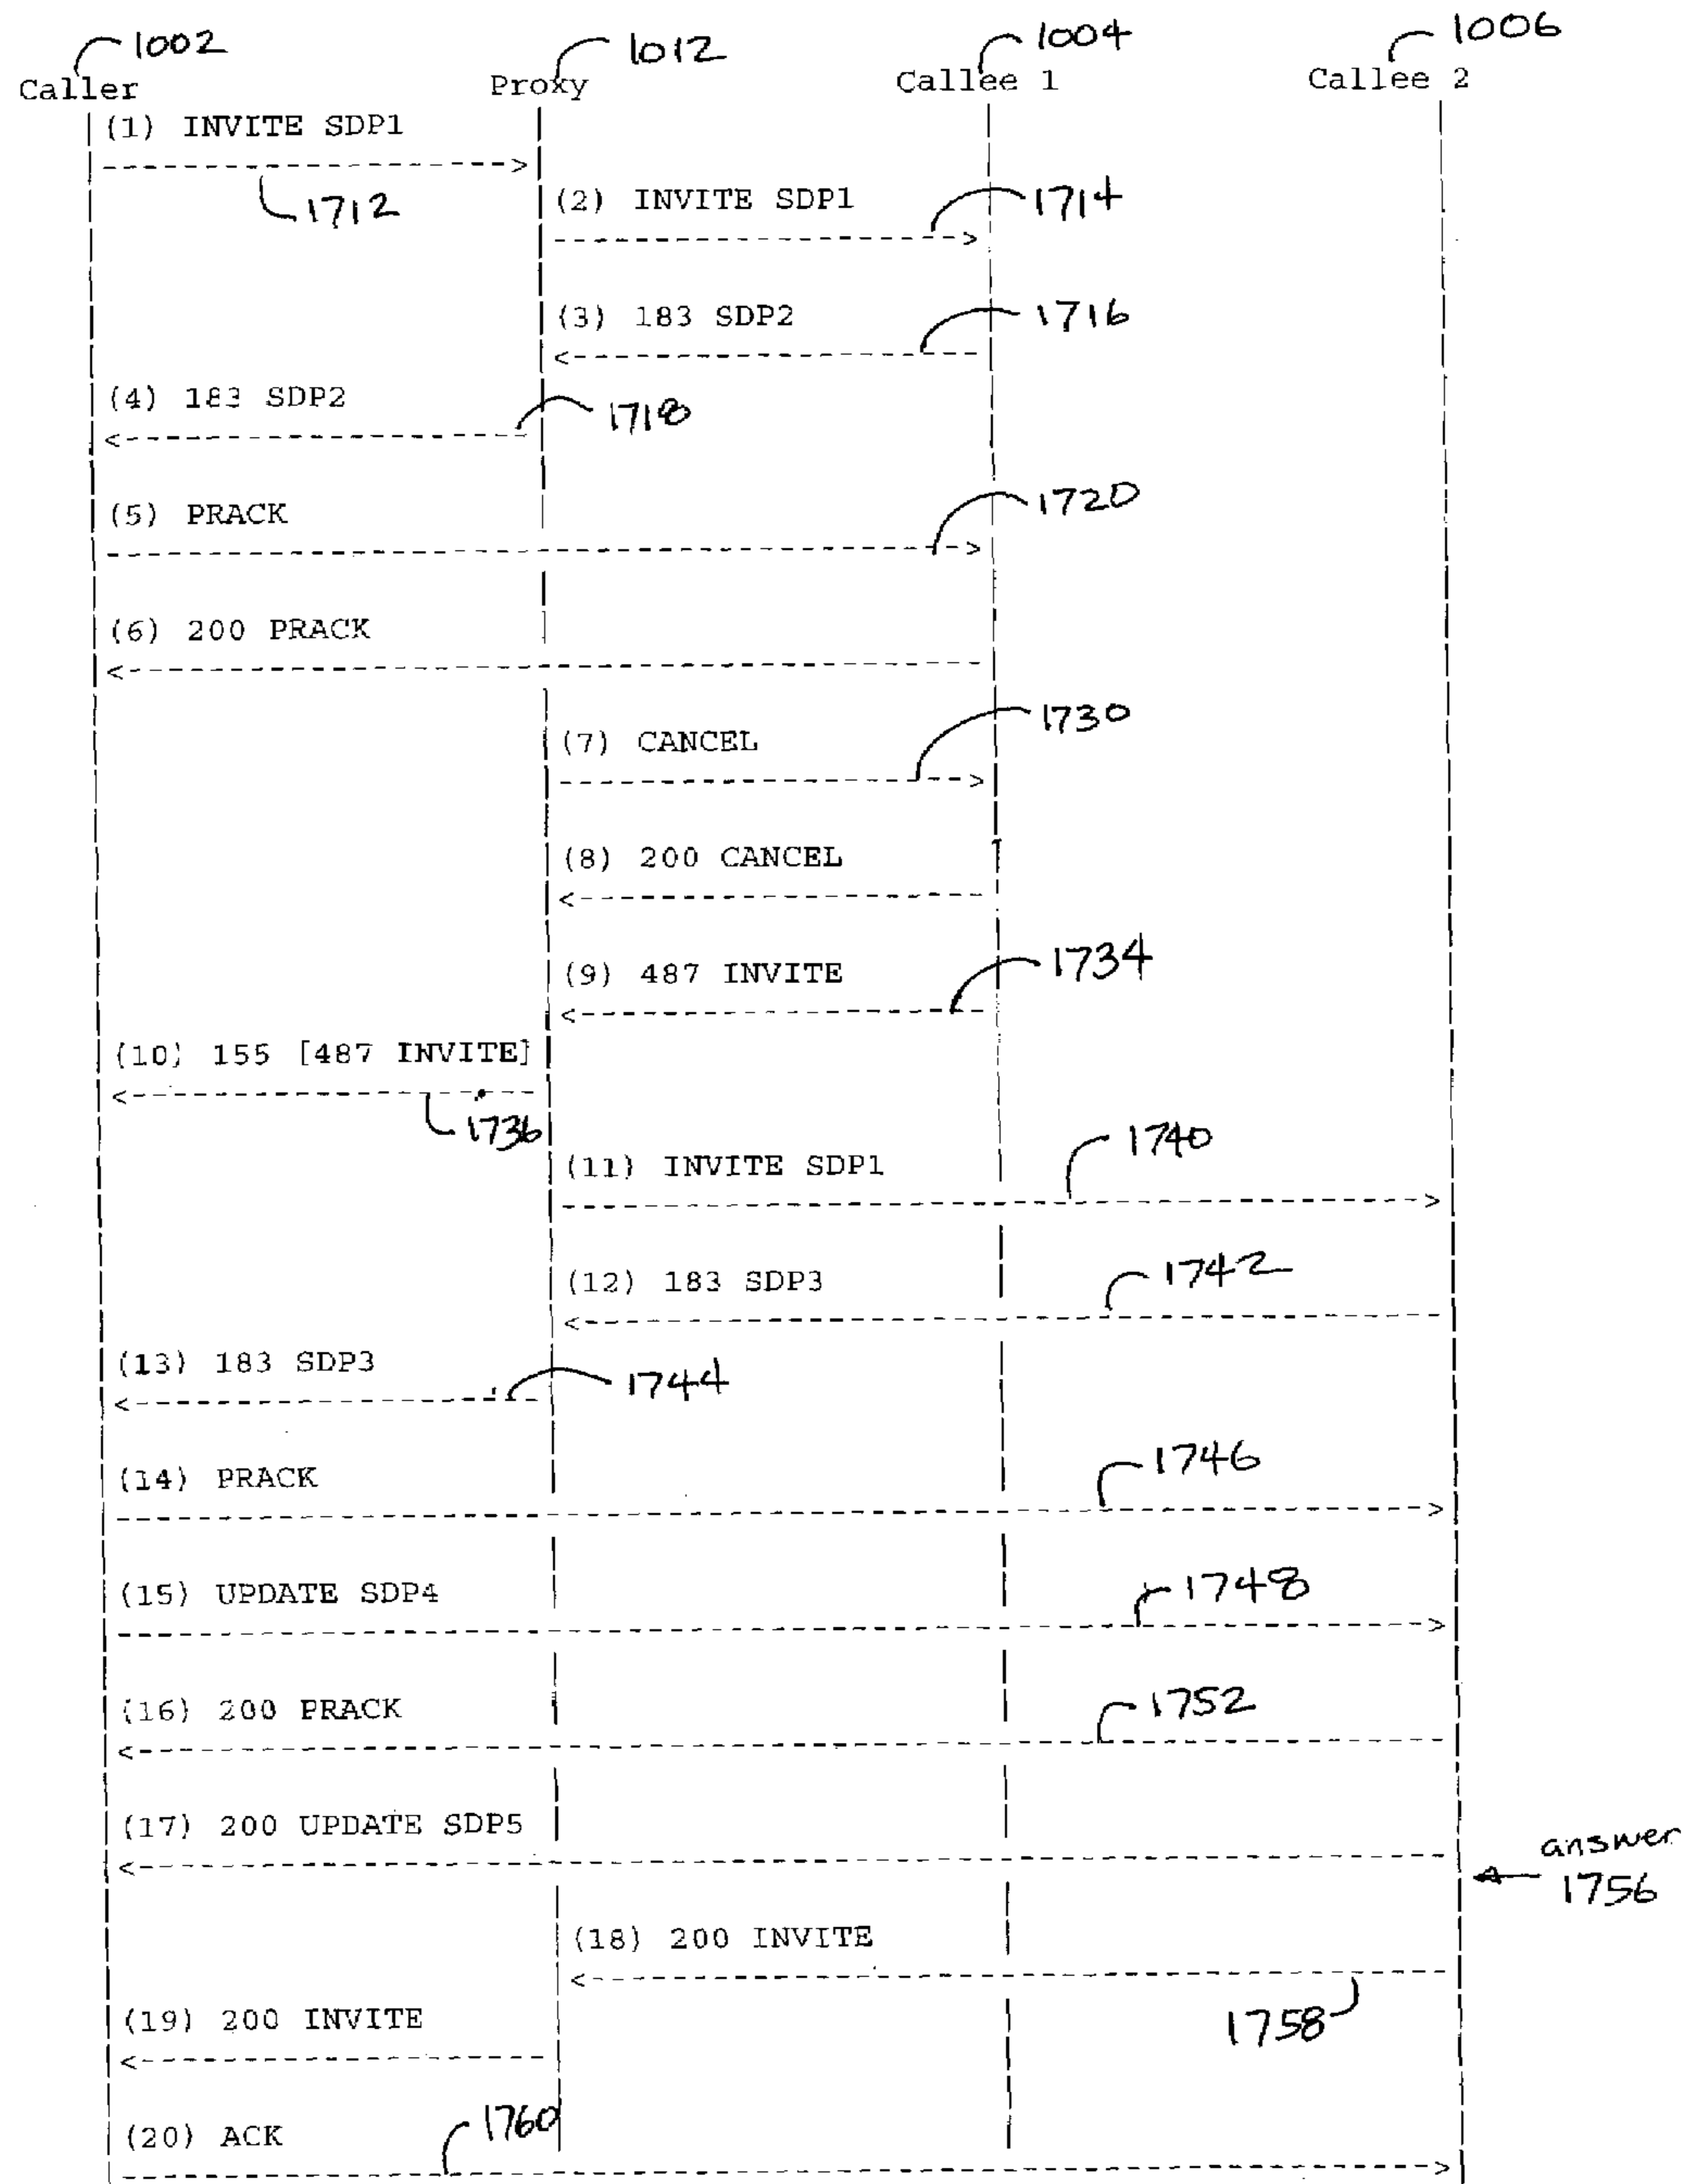 1002 1012 1004 1006
Caller Proxy Callee 1 Callee 2
(1) INVITE SDP1
1712
(2) INVITE SDP1 1714
(3) 183 SDP2 1716
(4) 183 SDP2 1718
(5) PRACK 1720
(6) 200 PRACK
(7) CANCEL 1730
(8) 200 CANCEL
(9) 487 INVITE 1734
(10) 155 [487 INVITE]
1736
(11) INVITE SDP1 1740
(12) 183 SDP3 1742
(13) 183 SDP3 1744
(14) PRACK 1746
(15) UPDATE SDP4 1748
(16) 200 PRACK 1752
(17) 200 UPDATE SDP5
answer
1756
(18) 200 INVITE
1758
(19) 200 INVITE
(20) ACK 1760